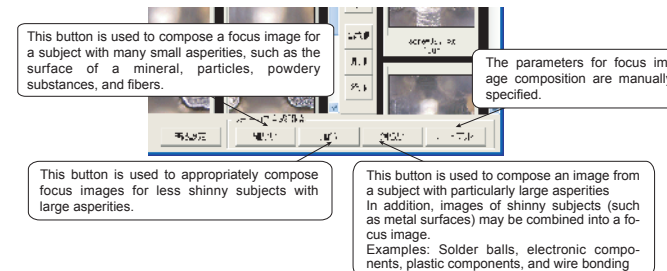 This button is used to compose a focus image for
a subject with many small asperities, such as the
surface of a mineral, particles, powdery
substances, and fibers.
The parameters for focus im-
age composition are manually
specified.
This button is used to appropriately compose
focus images for less shinny subjects with
large asperities.
This button is used to compose an image from
a subject with particularly large asperities
In addition, images of shinny subjects (such
as metal surfaces) may be combined into a fo-
cus image.
Examples: Solder balls, electronic compo-
nents, plastic components, and wire bonding